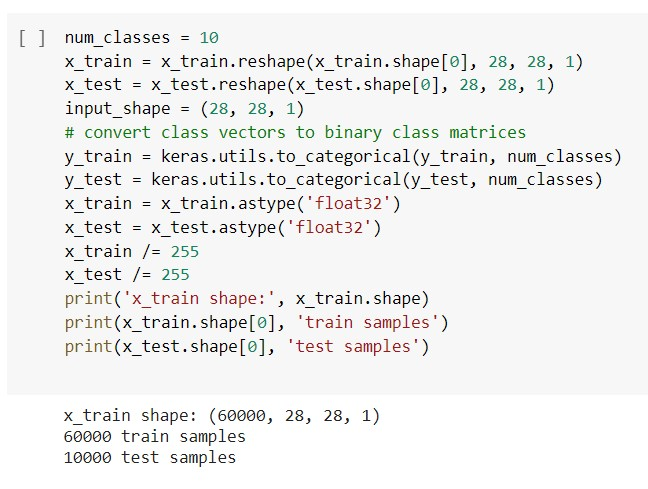 [ ] num_classes = 10
x_train = x_train.reshape(x_train.shape[0], 28, 28, 1)
x_test = x_test.reshape(x_test.shape[0], 28, 28, 1)
input_shape = (28, 28, 1)
# convert class vectors to binary class matrices
y_train = keras.utils.to_categorical(y_train, num_classes)
y_test = keras.utils.to_categorical(y_test, num_classes)
x_train = x_train.astype('float32')
x_test = x_test.astype('float32')
x_train /= 255
x_test /= 255
print('x_train shape:', x_train.shape)
print(x_train.shape[0], 'train samples')
print(x_test.shape[0], 'test samples')
x_train shape: (60000, 28, 28, 1)
60000 train samples
10000 test samples